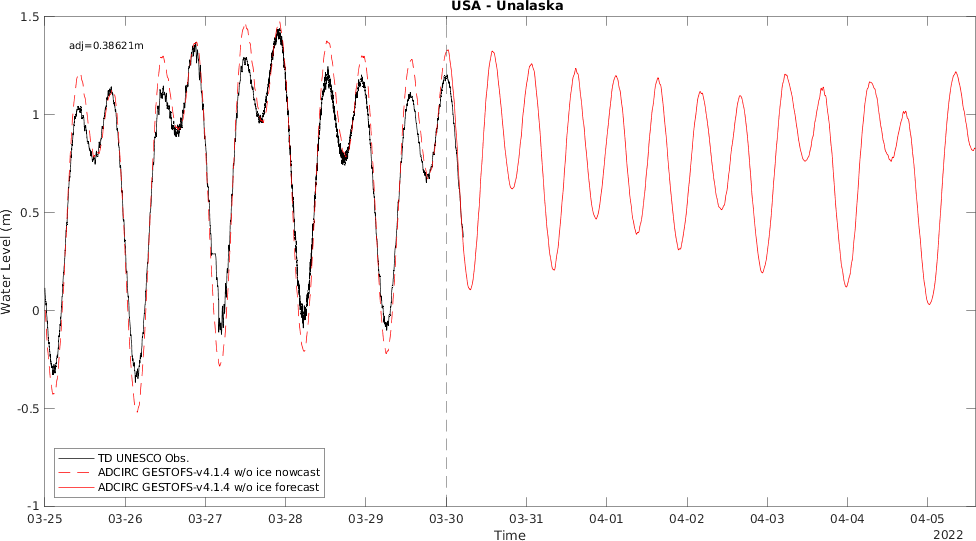 USA - Unalaska
adj=0.38621m
1.5
1
0.5
0
-0.5
-1
Water Level (m)
TD UNESCO Obs.
ADCIRC GESTOFS-v4.1.4 w/o ice nowcast
ADCIRC GESTOFS-v4.1.4 w/o ice forecast
03-25 03-26 03-27 03-28 03-29 03-30 03-31 04-01 04-02 04-03 04-04 04-05
Time
2022